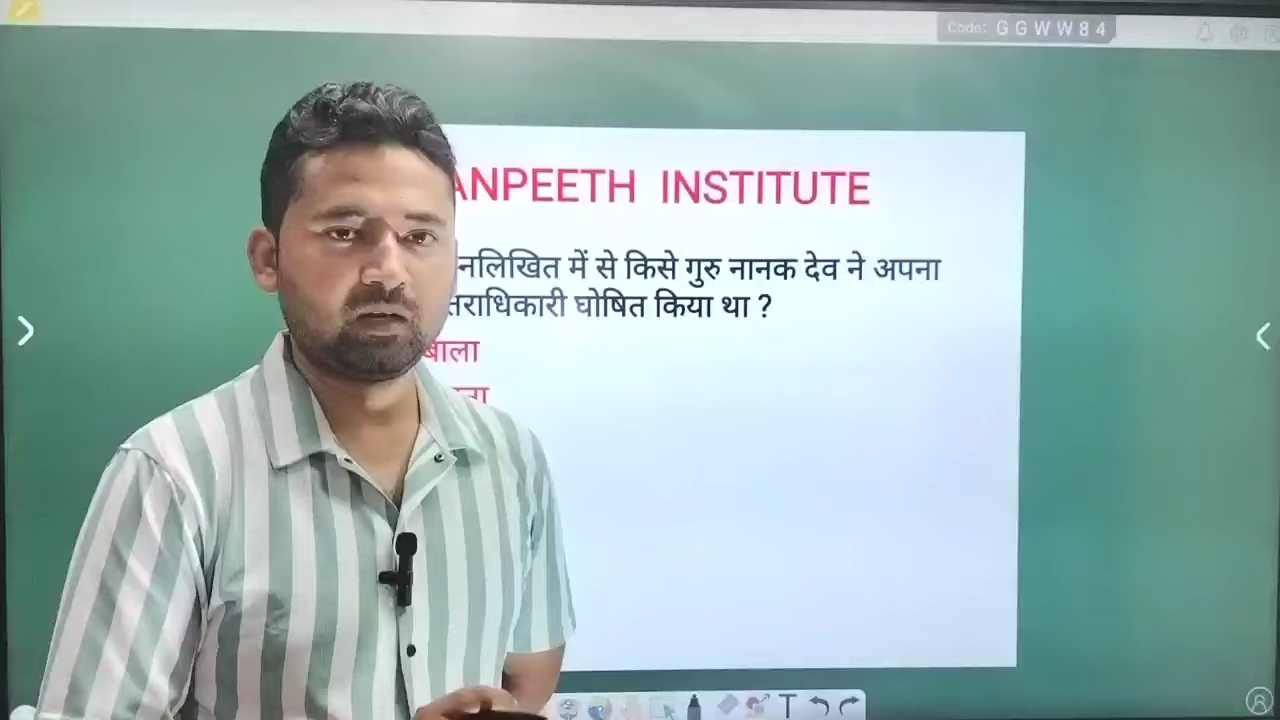 Code: GGWW84
ANPEETH INSTITUTE
नलिखित में से किसे गुरु नानक देव ने अपना
तराधिकारी घोषित किया था ?
बाला
T